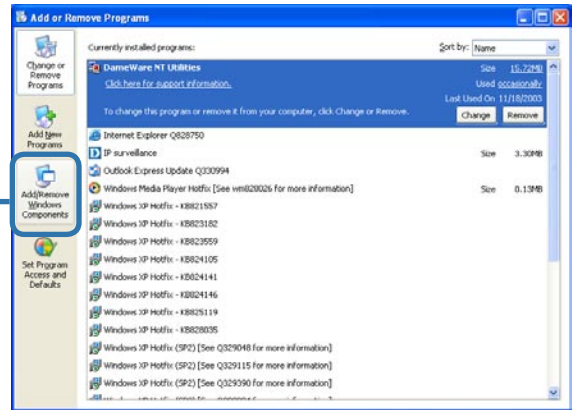 Add or Remove Programs
Change or
Remove
Programs
Add New
Programs
Add/Remove
Windows
Components
Set Program
Access and
Defaults
Currently installed programs:
Sort by: Name
DameWare NT Utilities
Size 15.72MB
Click here for support information.
Used occasionally
Last Used On 11/18/2003
To change this program or remove it from your computer, click Change or Remove.
Change Remove
Internet Explorer Q828750
IP surveillance Size 3.30MB
Outlook Express Update Q330994
Windows Media Player Hotfix [See wm828026 for more information] Size 0.13MB
Windows XP Hotfix - KB821557
Windows XP Hotfix - KB823182
Windows XP Hotfix - KB823559
Windows XP Hotfix - KB824105
Windows XP Hotfix - KB824141
Windows XP Hotfix - KB824146
Windows XP Hotfix - KB825119
Windows XP Hotfix - KB828035
Windows XP Hotfix (SP2) [See Q329048 for more information]
Windows XP Hotfix (SP2) [See Q329115 for more information]
Windows XP Hotfix (SP2) [See Q329390 for more information]